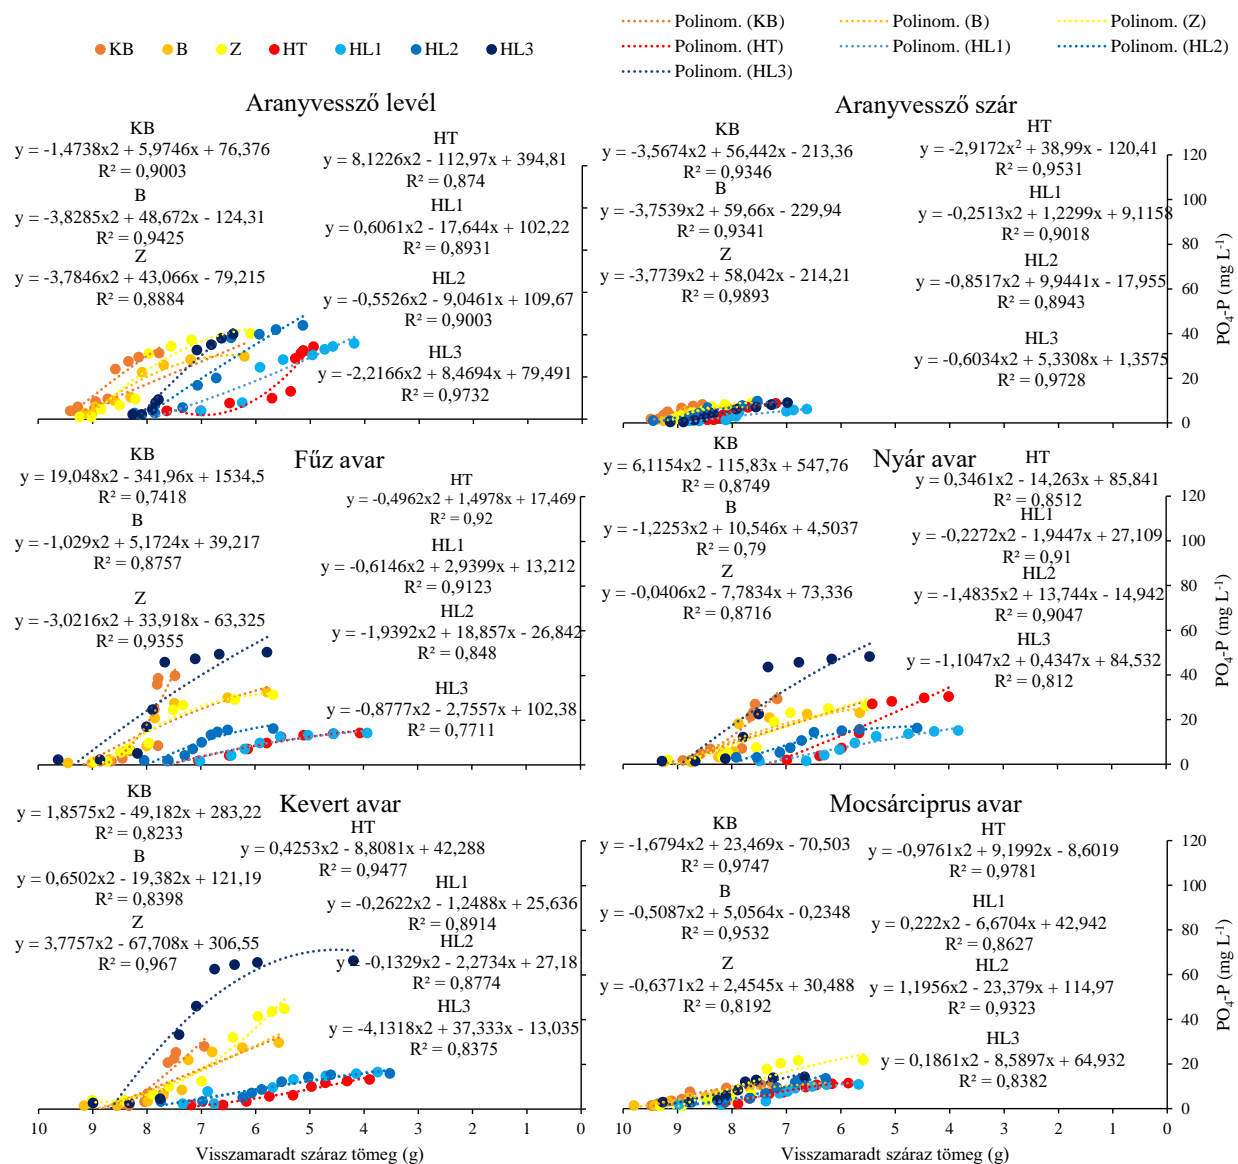 KB B Z HT HL1 HL2 HL3
Polinom. (KB) Polinom. (B) Polinom. (Z)
Polinom. (HT) Polinom. (HL1) Polinom. (HL2)
Polinom. (HL3)
Aranyvessző levél
KB
y = -1,4738x2 + 5,9746x + 76,376
R² = 0,9003
B
y = -3,8285x2 + 48,672x - 124,31
R² = 0,9425
Z
y = -3,7846x2 + 43,066x - 79,215
R² = 0,8884
HT
y = 8,1226x2 - 112,97x + 394,81
R² = 0,874
HL1
y = 0,6061x2 - 17,644x + 102,22
R² = 0,8931
HL2
y = -0,5526x2 - 9,0461x + 109,67
R² = 0,9003
HL3
y = -2,2166x2 + 8,4694x + 79,491
R² = 0,9732
Aranyvessző szár
KB
y = -3,5674x2 + 56,442x - 213,36
R² = 0,9346
B
y = -3,7539x2 + 59,66x - 229,94
R² = 0,9341
Z
y = -3,7739x2 + 58,042x - 214,21
R² = 0,9893
HT
y = -2,9172x² + 38,99x - 120,41
R² = 0,9531
HL1
y = -0,2513x2 + 1,2299x + 9,1158
R² = 0,9018
HL2
y = -0,8517x2 + 9,9441x - 17,955
R² = 0,8943
HL3
y = -0,6034x2 + 5,3308x + 1,3575
R² = 0,9728
120
100
80
60
40
20
0
PO₄-P (mg L⁻¹)
Fűz avar
KB
y = 19,048x2 - 341,96x + 1534,5
R² = 0,7418
B
y = -1,029x2 + 5,1724x + 39,217
R² = 0,8757
Z
y = -3,0216x2 + 33,918x - 63,325
R² = 0,9355
HT
y = -0,4962x2 + 1,4978x + 17,469
R² = 0,92
HL1
y = -0,6146x2 + 2,9399x + 13,212
R² = 0,9123
HL2
y = -1,9392x2 + 18,857x - 26,842
R² = 0,848
HL3
y = -0,8777x2 - 2,7557x + 102,38
R² = 0,7711
Nyár avar
KB
y = 6,1154x2 - 115,83x + 547,76
R² = 0,8749
B
y = -1,2253x2 + 10,546x + 4,5037
R² = 0,79
Z
y = -0,0406x2 - 7,7834x + 73,336
R² = 0,8716
HT
y = 0,3461x2 - 14,263x + 85,841
R² = 0,8512
HL1
y = -0,2272x2 - 1,9447x + 27,109
R² = 0,91
HL2
y = -1,4835x2 + 13,744x - 14,942
R² = 0,9047
HL3
y = -1,1047x2 + 0,4347x + 84,532
R² = 0,812
120
100
80
60
40
20
0
PO₄-P (mg L⁻¹)
Kevert avar
KB
y = 1,8575x2 - 49,182x + 283,22
R² = 0,8233
B
y = 0,6502x2 - 19,382x + 121,19
R² = 0,8398
Z
y = 3,7757x2 - 67,708x + 306,55
R² = 0,967
HT
y = 0,4253x2 - 8,8081x + 42,288
R² = 0,9477
HL1
y = -0,2622x2 - 1,2488x + 25,636
R² = 0,8914
HL2
y = -0,1329x2 - 2,2734x + 27,18
R² = 0,8774
HL3
y = -4,1318x2 + 37,333x - 13,035
R² = 0,8375
10 9 8 7 6 5 4 3 2 1 0
Visszamaradt száraz tömeg (g)
Mocsárciprus avar
KB
y = -1,6794x2 + 23,469x - 70,503
R² = 0,9747
B
y = -0,5087x2 + 5,0564x - 0,2348
R² = 0,9532
Z
y = -0,6371x2 + 2,4545x + 30,488
R² = 0,8192
HT
y = -0,9761x2 + 9,1992x - 8,6019
R² = 0,9781
HL1
y = 0,222x2 - 6,6704x + 42,942
R² = 0,8627
HL2
y = 1,1956x2 - 23,379x + 114,97
R² = 0,9323
HL3
y = 0,1861x2 - 8,5897x + 64,932
R² = 0,8382
120
100
80
60
40
20
0
PO₄-P (mg L⁻¹)
10 9 8 7 6 5 4 3 2 1 0
Visszamaradt száraz tömeg (g)